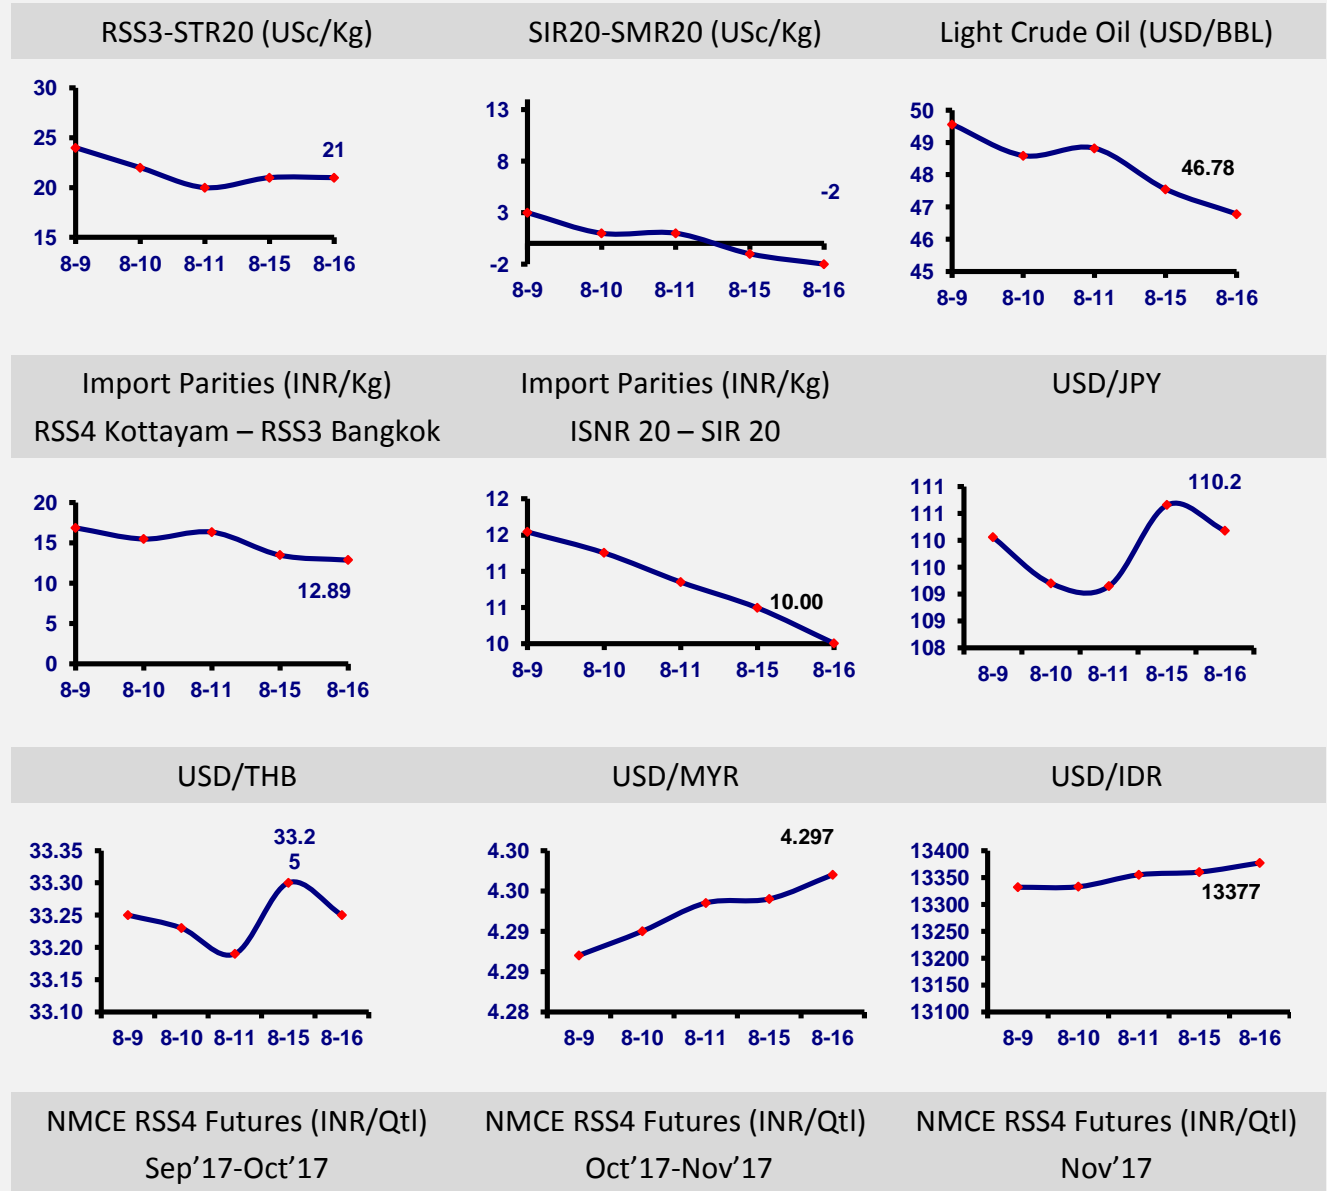 RSS3-STR20 (USc/Kg)
30
25
20
15
21
8-9 8-10 8-11 8-15 8-16
SIR20-SMR20 (USc/Kg)
13
8
3
-2
-2
8-9 8-10 8-11 8-15 8-16
Light Crude Oil (USD/BBL)
50
49
48
47
46
45
46.78
8-9 8-10 8-11 8-15 8-16
Import Parities (INR/Kg)
RSS4 Kottayam – RSS3 Bangkok
20
15
10
5
0
12.89
8-9 8-10 8-11 8-15 8-16
Import Parities (INR/Kg)
ISNR 20 – SIR 20
12
12
11
11
10
10.00
8-9 8-10 8-11 8-15 8-16
USD/JPY
111
111
110
110
109
109
108
110.2
8-9 8-10 8-11 8-15 8-16
USD/THB
33.35
33.30
33.25
33.20
33.15
33.10
33.2
5
8-9 8-10 8-11 8-15 8-16
USD/MYR
4.30
4.30
4.29
4.29
4.28
4.297
8-9 8-10 8-11 8-15 8-16
USD/IDR
13400
13350
13300
13250
13200
13150
13100
13377
8-9 8-10 8-11 8-15 8-16
NMCE RSS4 Futures (INR/Qtl)
Sep’17-Oct’17
NMCE RSS4 Futures (INR/Qtl)
Oct’17-Nov’17
NMCE RSS4 Futures (INR/Qtl)
Nov’17